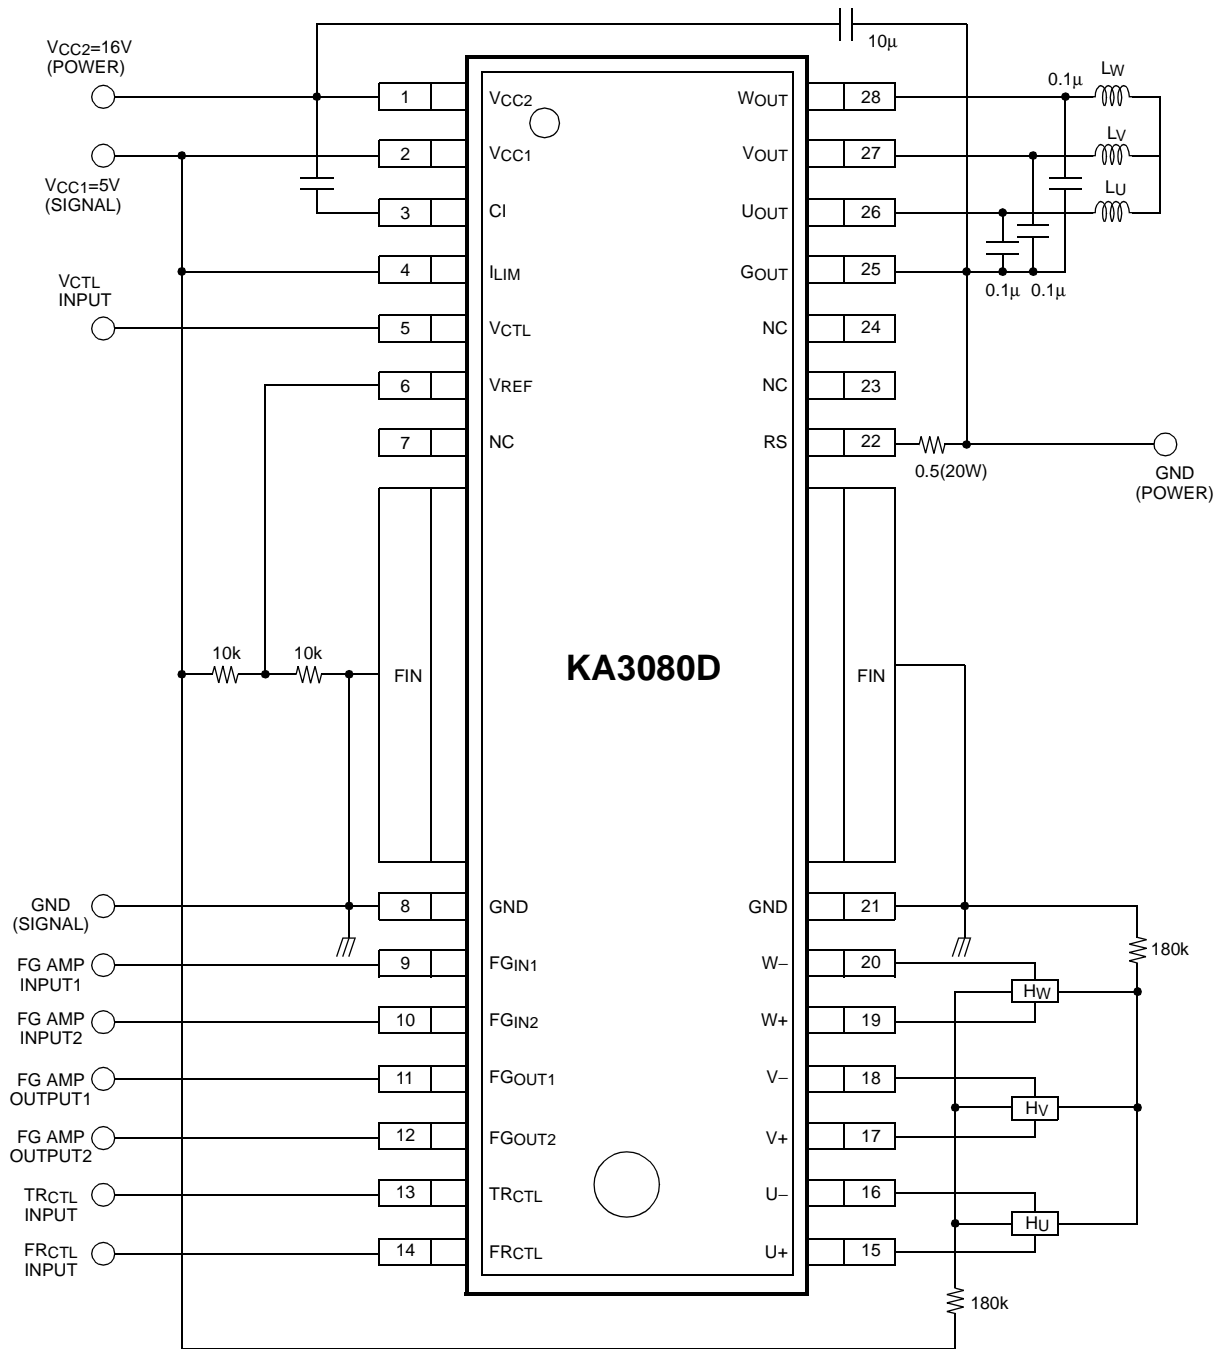 10µ
VCC2=16V
(POWER)
1
VCC2
WOUT
28
0.1µ
LW
2
VCC1
VOUT
27
LV
VCC1=5V
(SIGNAL)
3
CI
UOUT
26
LU
4
ILIM
GOUT
25
0.1µ
0.1µ
VCTL
INPUT
5
VCTL
NC
24
6
VREF
NC
23
7
NC
RS
22
0.5(20W)
GND
(POWER)
10k
10k
FIN
KA3080D
FIN
GND
(SIGNAL)
8
GND
GND
21
180k
FG AMP
INPUT1
9
FGIN1
W–
20
HW
FG AMP
INPUT2
10
FGIN2
W+
19
FG AMP
OUTPUT1
11
FGOUT1
V–
18
HV
FG AMP
OUTPUT2
12
FGOUT2
V+
17
TRCTL
INPUT
13
TRCTL
U–
16
HU
FRCTL
INPUT
14
FRCTL
U+
15
180k